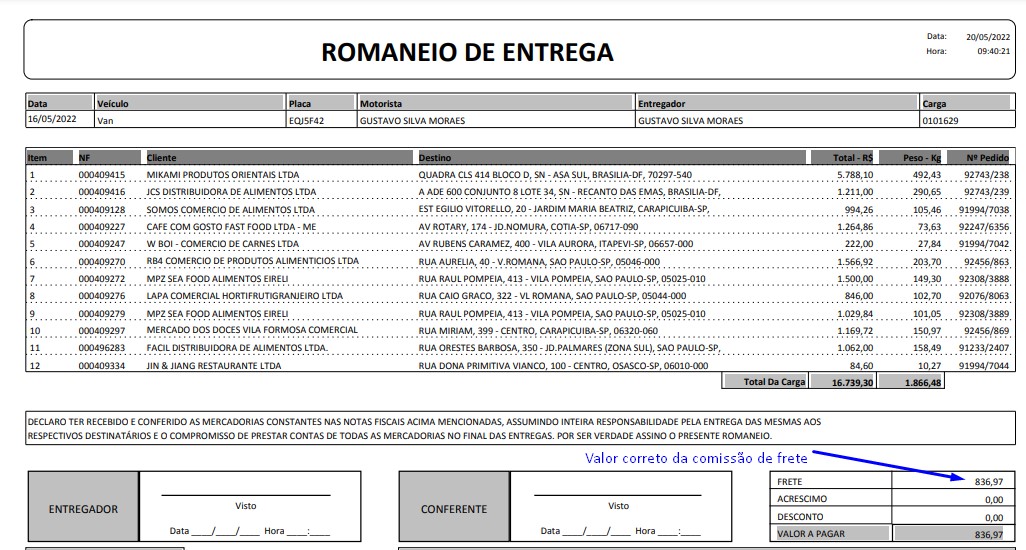 ROMANEIO DE ENTREGA
Data: 20/05/2022
Hora: 09:40:21
Data Veículo Placa Motorista Entregador Carga
16/05/2022 Van EQJ5F42 GUSTAVO SILVA MORAES GUSTAVO SILVA MORAES 0101629
Item NF Cliente Destino Total - R$ Peso - Kg Nº Pedido
1 000409415 MIKAMI PRODUTOS ORIENTAIS LTDA QUADRA CLS 414 BLOCO D, SN - ASA SUL, BRASILIA-DF, 70297-540 5.788,10 492,43 92743/238
2 000409416 JCS DISTRIBUIDORA DE ALIMENTOS LTDA A ADE 600 CONJUNTO 8 LOTE 34, SN - RECANTO DAS EMAS, BRASILIA-DF, 1.211,00 290,65 92743/239
3 000409128 SOMOS COMERCIO DE ALIMENTOS LTDA EST EGILIO VITORELLO, 20 - JARDIM MARIA BEATRIZ, CARAPICUIBA-SP, 994,26 105,46 91994/7038
4 000409227 CAFE COM GOSTO FAST FOOD LTDA - ME AV ROTARY, 174 - JD.NOMURA, COTIA-SP, 06717-090 1.264,86 73,63 92247/6356
5 000409247 W BOI - COMERCIO DE CARNES LTDA AV RUBENS CARAMEZ, 400 - VILA AURORA, ITAPEVI-SP, 06657-000 222,00 27,84 91994/7042
6 000409270 RB4 COMERCIO DE PRODUTOS ALIMENTICIOS LTDA RUA AURELIA, 40 - V.ROMANA, SAO PAULO-SP, 05046-000 1.566,92 203,70 92456/863
7 000409272 MPZ SEA FOOD ALIMENTOS EIRELI RUA RAUL POMPEIA, 413 - VILA POMPEIA, SAO PAULO-SP, 05025-010 1.500,00 149,30 92308/3888
8 000409276 LAPA COMERCIAL HORTIFRUTIGRANJEIRO LTDA RUA CAIO GRACO, 322 - VL ROMANA, SAO PAULO-SP, 05044-000 846,00 102,70 92076/8063
9 000409279 MPZ SEA FOOD ALIMENTOS EIRELI RUA RAUL POMPEIA, 413 - VILA POMPEIA, SAO PAULO-SP, 05025-010 1.029,84 101,05 92308/3889
10 000409297 MERCADO DOS DOCES VILA FORMOSA COMERCIAL RUA MIRIAM, 399 - CENTRO, CARAPICUIBA-SP, 06320-060 1.169,72 150,97 92456/869
11 000496283 FACIL DISTRIBUIDORA DE ALIMENTOS LTDA. RUA ORESTES BARBOSA, 350 - JD.PALMARES (ZONA SUL), SAO PAULO-SP, 1.062,00 158,49 91233/2407
12 000409334 JIN & JIANG RESTAURANTE LTDA RUA DONA PRIMITIVA VIANCO, 100 - CENTRO, OSASCO-SP, 06010-000 84,60 10,27 91994/7044
Total Da Carga 16.739,30 1.866,48
DECLARO TER RECEBIDO E CONFERIDO AS MERCADORIAS CONSTANTES NAS NOTAS FISCAIS ACIMA MENCIONADAS, ASSUMINDO INTEIRA RESPONSABILIDADE PELA ENTREGA DAS MESMAS AOS
RESPECTIVOS DESTINATÁRIOS E O COMPROMISSO DE PRESTAR CONTAS DE TODAS AS MERCADORIAS NO FINAL DAS ENTREGAS. POR SER VERDADE ASSINO O PRESENTE ROMANEIO.
Valor correto da comissão de frete
ENTREGADOR
Visto
Data ____/____/____ Hora ____:____
CONFERENTE
Visto
Data ____/____/____ Hora ____:____
FRETE 836,97
ACRESCIMO 0,00
DESCONTO 0,00
VALOR A PAGAR 836,97